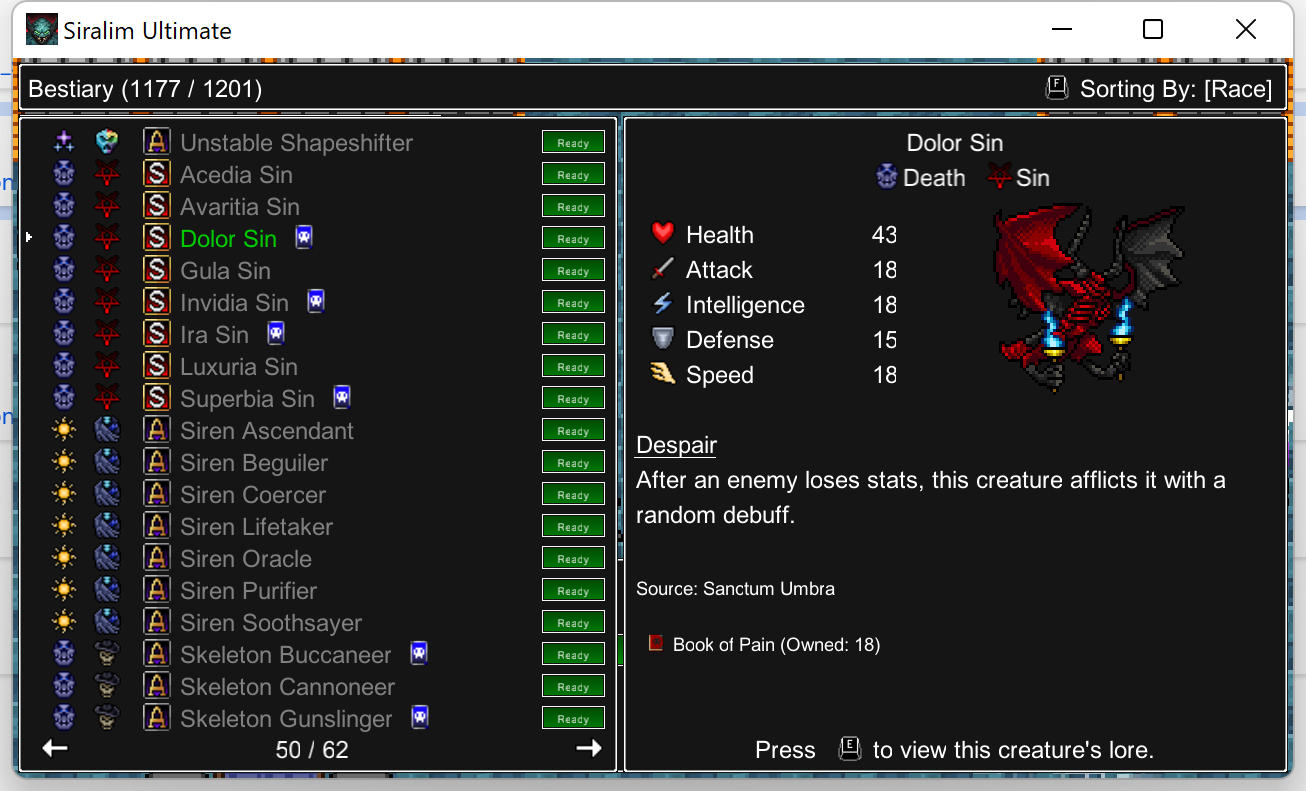 Siralim Ultimate
Bestiary (1177 / 1201)
F Sorting By: [Race]
A Unstable Shapeshifter Ready
S Acedia Sin Ready
S Avaritia Sin Ready
S Dolor Sin Ready
S Gula Sin Ready
S Invidia Sin Ready
S Ira Sin Ready
S Luxuria Sin Ready
S Superbia Sin Ready
A Siren Ascendant Ready
A Siren Beguiler Ready
A Siren Coercer Ready
A Siren Lifetaker Ready
A Siren Oracle Ready
A Siren Purifier Ready
A Siren Soothsayer Ready
A Skeleton Buccaneer Ready
A Skeleton Cannoneer Ready
A Skeleton Gunslinger Ready
50 / 62
Dolor Sin
Death Sin
Health 43
Attack 18
Intelligence 18
Defense 15
Speed 18
Despair
After an enemy loses stats, this creature afflicts it with a
random debuff.
Source: Sanctum Umbra
Book of Pain (Owned: 18)
Press E to view this creature's lore.